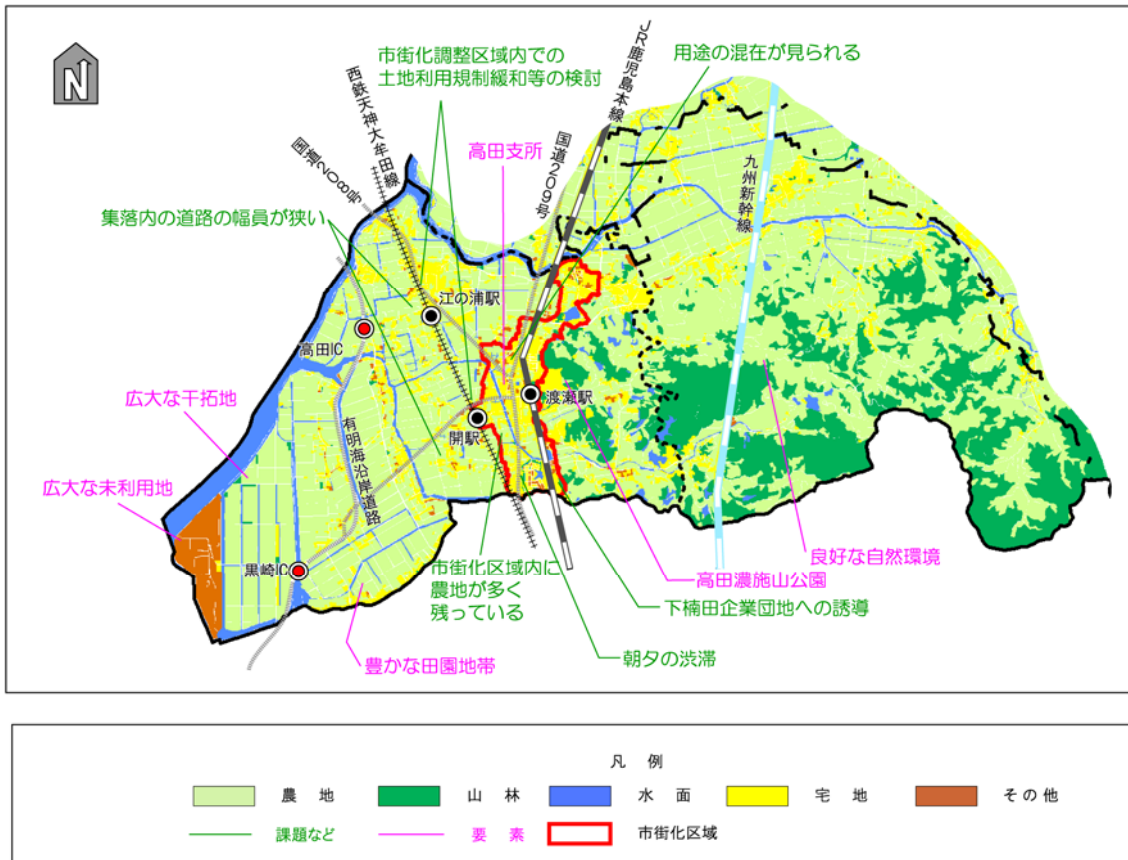 N
市街化調整区域内での
土地利用規制緩和等の検討
JR鹿児島本線
用途の混在が見られる
西鉄天神大牟田線
国道208号
高田支所
国道209号
九州新幹線
集落内の道路の幅員が狭い
江の浦駅
高田IC
渡瀬駅
広大な干拓地
開駅
有明海沿岸道路
広大な未利用地
黒崎IC
市街化区域内に
農地が多く
残っている
良好な自然環境
高田濃施山公園
下楠田企業団地への誘導
朝夕の渋滞
豊かな田園地帯
凡 例
農 地
山 林
水 面
宅 地
その他
課題など
要 素
市街化区域